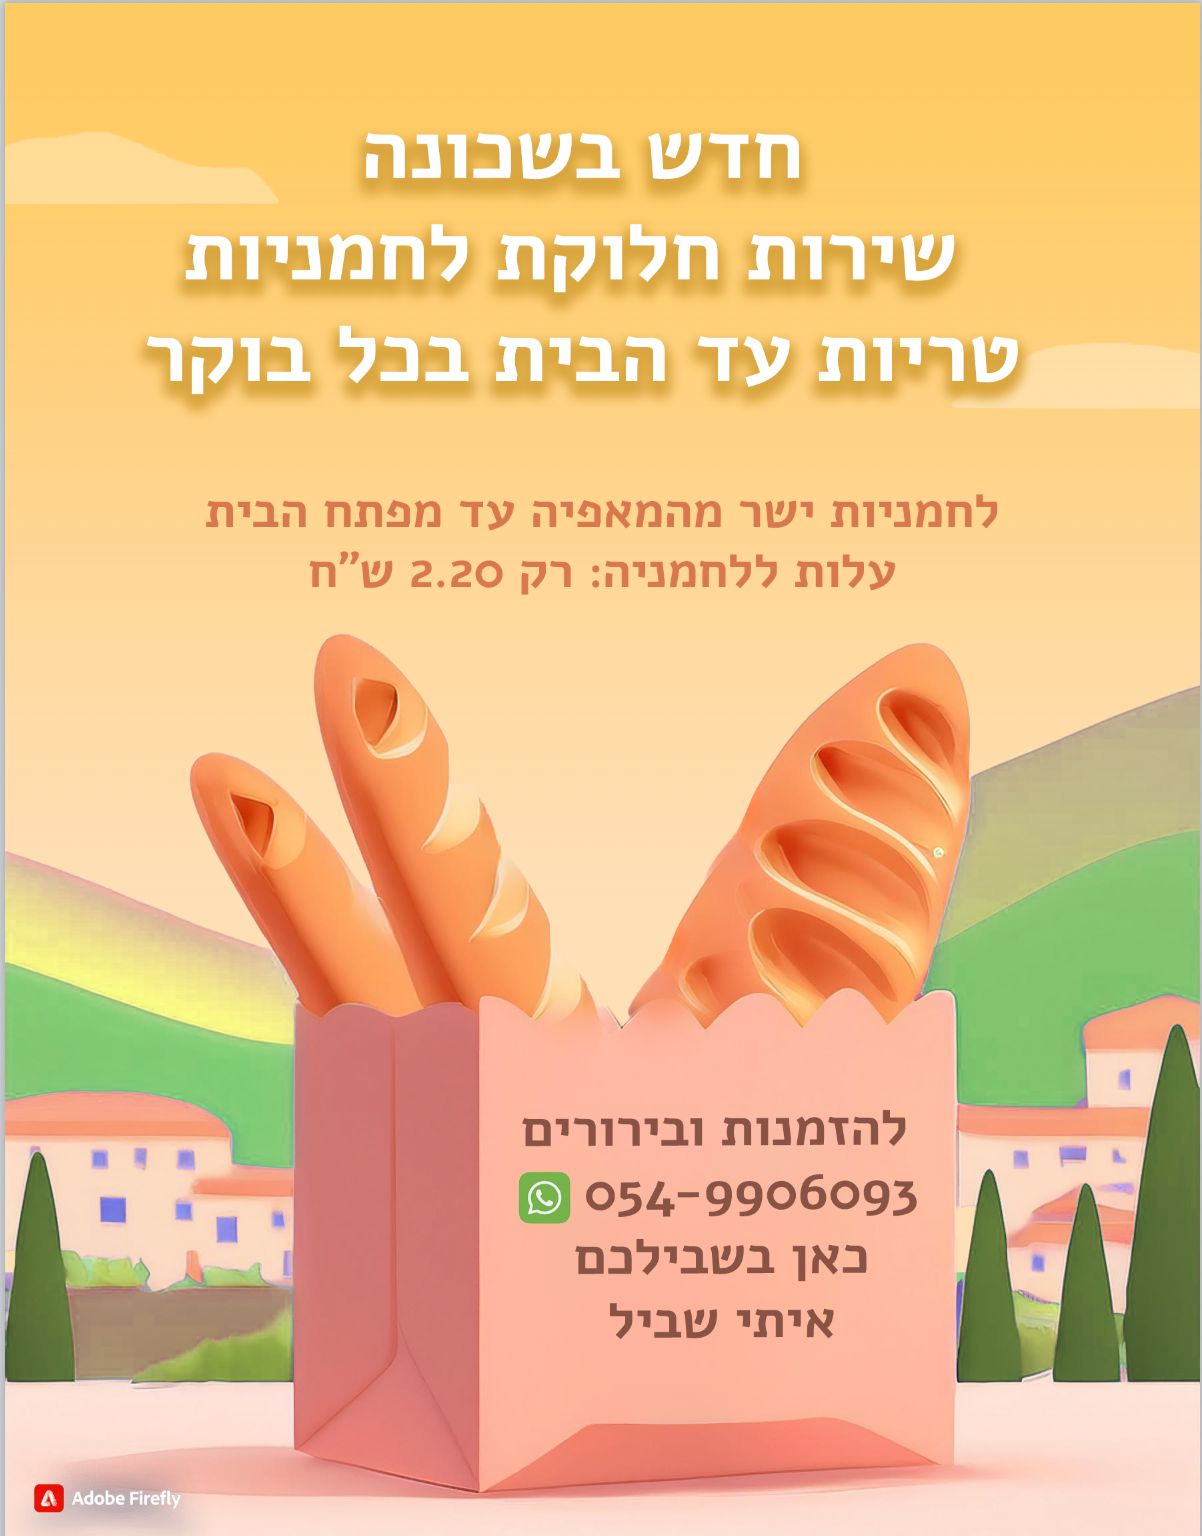 חדש בשכונה
שירות חלוקת לחמניות
טריות עד הבית בכל בוקר
לחמניות ישר מהמאפיה עד מפתח הבית
עלות ללחמניה: רק 2.20 ש"ח
להזמנות ובירורים
054-9906093
כאן בשבילכם
איתי שביל
Adobe Firefly